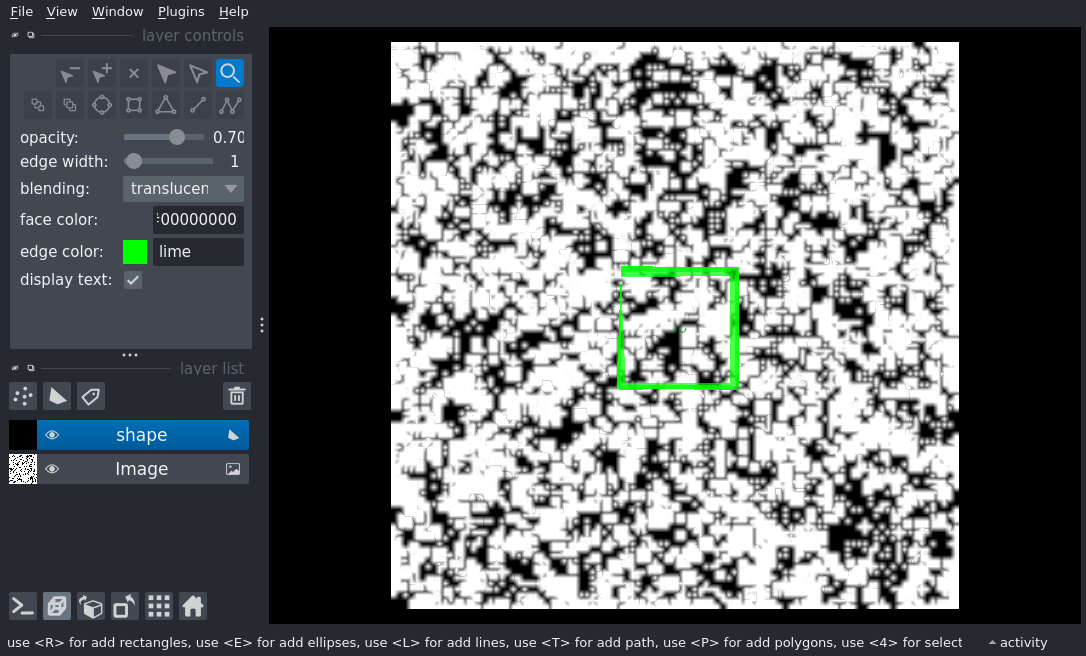 File View Window Plugins Help
layer controls
opacity: 0.70
edge width: 1
blending: translucen
face color: 00000000
edge color: lime
display text:
layer list
shape
Image
use <R> for add rectangles, use <E> for add ellipses, use <L> for add lines, use <T> for add path, use <P> for add polygons, use <4> for select activity